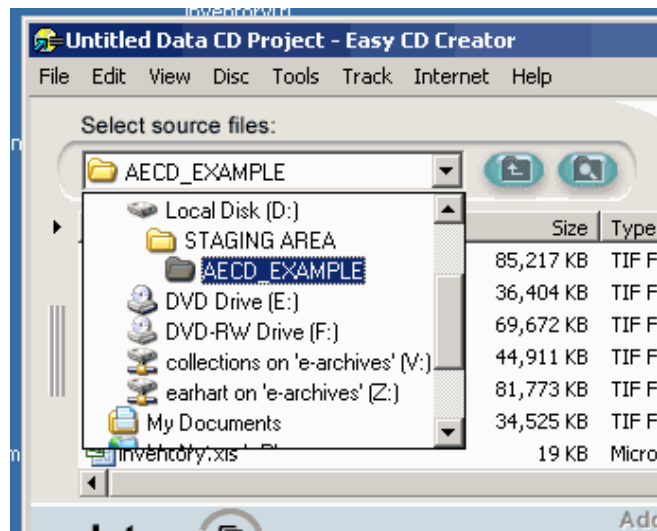 Untitled Data CD Project - Easy CD Creator
File Edit View Disc Tools Track Internet Help
Select source files:
AECD_EXAMPLE
Local Disk (D:)
Size Type
STAGING AREA
AECD_EXAMPLE
85,217 KB TIF F
DVD Drive (E:)
36,404 KB TIF F
DVD-RW Drive (F:)
69,672 KB TIF F
collections on 'e-archives' (V:)
44,911 KB TIF F
earhart on 'e-archives' (Z:)
81,773 KB TIF F
My Documents
34,525 KB TIF F
inventory.xls
19 KB Micro
Add